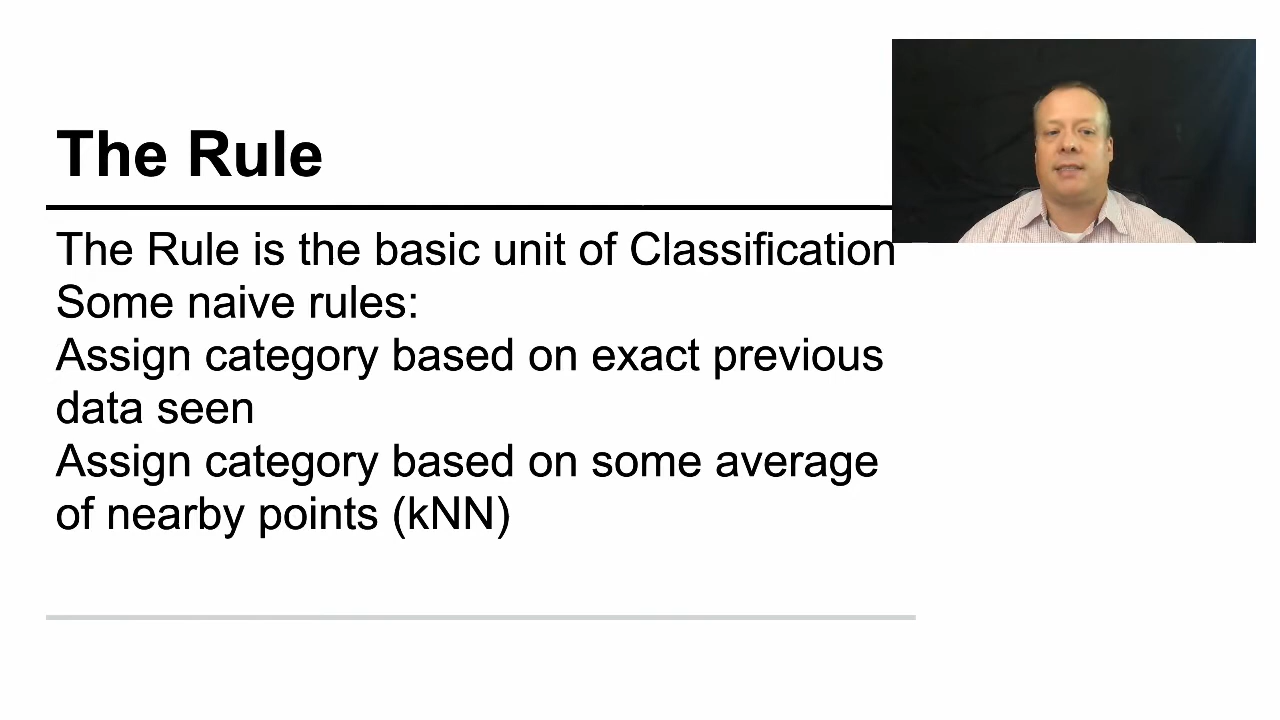 The Rule
The Rule is the basic unit of Classification
Some naive rules:
Assign category based on exact previous
data seen
Assign category based on some average
of nearby points (kNN)